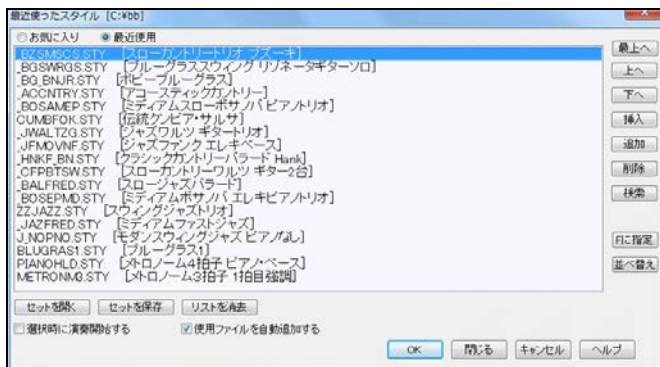 最近使ったスタイル [C:¥bb]
お気に入り 最近使用
_BZSMSCS.STY [スローカントリートリオ ブズーキ]
_BGSWRGS.STY [ブルーグラススウィング リゾネータギターソロ]
_BG_BNJR.STY [ポピーブルーグラス]
_ACCNTRY.STY [アコースティックカントリー]
_BOSAMEP.STY [ミディアムスローボサノバ ピアノトリオ]
CUMBFOK.STY [伝統クンビア・サルサ]
_JWALTZG.STY [ジャズワルツ ギタートリオ]
_JFMOVNF.STY [ジャズファンク エレキベース]
_HNKF_BN.STY [クラシックカントリーバラード Hank]
_CFPBTSW.STY [スローカントリーワルツ ギター2台]
_BALFRED.STY [スロージャズバラード]
_BOSEPMD.STY [ミディアムボサノバ エレキピアノトリオ]
ZZJAZZ.STY [スウィングジャズトリオ]
_JAZFRED.STY [ミディアムファストジャズ]
J_NOPNO.STY [モダンスウィングジャズ ピアノなし]
BLUGRAS1.STY [ブルーグラス1]
PIANOHLD.STY [メトロノーム4拍子 ピアノ・ベース]
METRONM3.STY [メトロノーム3拍子 1拍目強調]
最上へ
上へ
下へ
挿入
追加
削除
検索
Fに指定
並べ替え
セットを開く セットを保存 リストを消去
選択時に演奏開始する 使用ファイルを自動追加する
OK 閉じる キャンセル ヘルプ